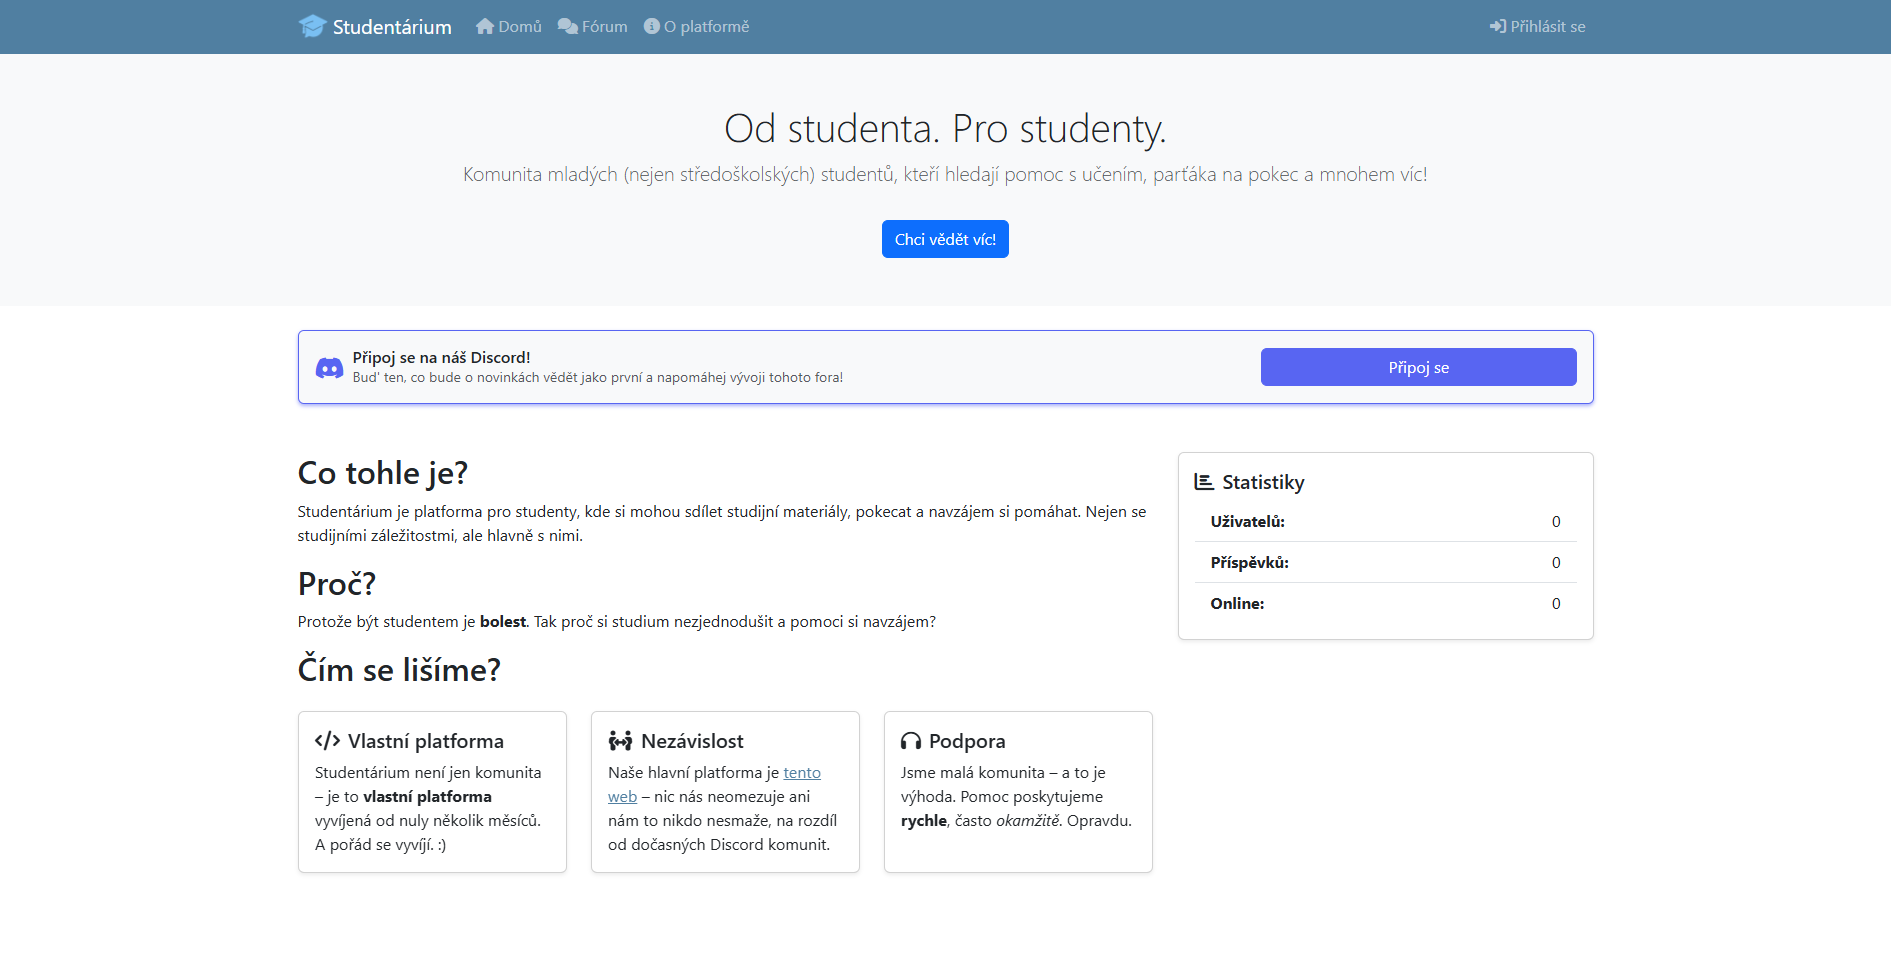 Studentárium Domů Fórum O platformě Přihlásit se
Od studenta. Pro studenty.
Komunita mladých (nejen středoškolských) studentů, kteří hledají pomoc s učením, parťáka na pokec a mnohem víc!
Chci vědět víc!
Připoj se na náš Discord!
Bud' ten, co bude o novinkách vědět jako první a napomáhej vývoji tohoto fora!
Připoj se
Co tohle je?
Studentárium je platforma pro studenty, kde si mohou sdílet studijní materiály, pokecat a navzájem si pomáhat. Nejen se
studijními záležitostmi, ale hlavně s nimi.
Proč?
Protože být studentem je bolest. Tak proč si studium nezjednodušit a pomoci si navzájem?
Čím se lišíme?
Vlastní platforma
Studentárium není jen komunita
– je to vlastní platforma
vyvíjená od nuly několik měsíců.
A pořád se vyvíjí. :)
Nezávislost
Naše hlavní platforma je tento
web – nic nás neomezuje ani
nám to nikdo nesmaže, na rozdíl
od dočasných Discord komunit.
Podpora
Jsme malá komunita – a to je
výhoda. Pomoc poskytujeme
rychle, často okamžitě. Opravdu.
Statistiky
Uživatelů: 0
Příspěvků: 0
Online: 0